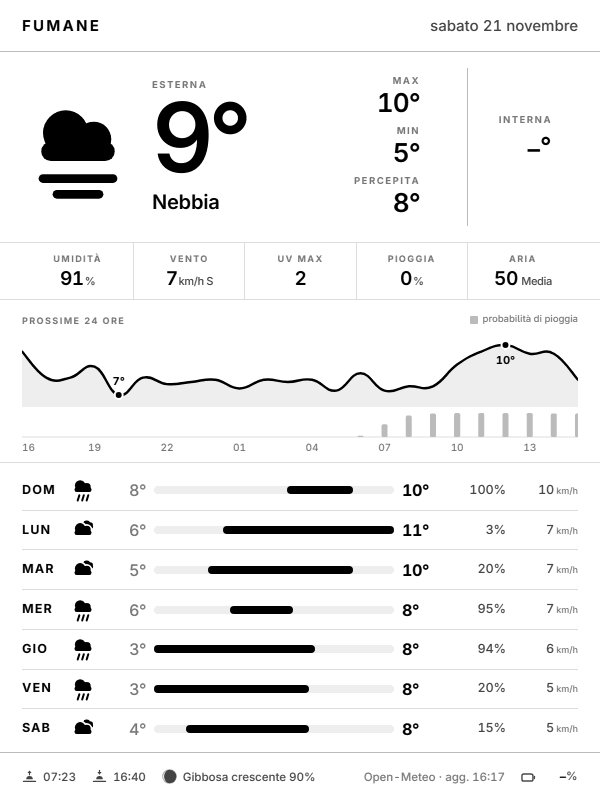 FUMANE
sabato 21 novembre
ESTERNA
9°
Nebbia
MAX
10°
MIN
5°
PERCEPITA
8°
INTERNA
–°
UMIDITÀ
91%
VENTO
7 km/h S
UV MAX
2
PIOGGIA
0%
ARIA
50 Media
PROSSIME 24 ORE
probabilità di pioggia
7°
10°
16 19 22 01 04 07 10 13
DOM 8° 10° 100% 10 km/h
LUN 6° 11° 3% 7 km/h
MAR 5° 10° 20% 7 km/h
MER 6° 8° 95% 7 km/h
GIO 3° 8° 94% 6 km/h
VEN 3° 8° 20% 5 km/h
SAB 4° 8° 15% 5 km/h
07:23 16:40 Gibbosa crescente 90% Open-Meteo · agg. 16:17 –%